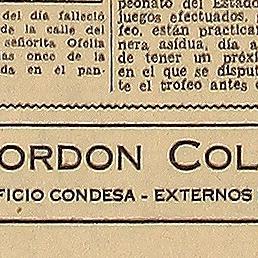 del día falleció
de la calle del
señorita Ofelia
as once de la
da en el pan-
peonato del Estado
juegos efectuados,
feo, están practican
nera asidua, día a
de tener un próxi
en el que se disput
te el trofeo antes
ORDON COL
FICIO CONDESA - EXTERNOS